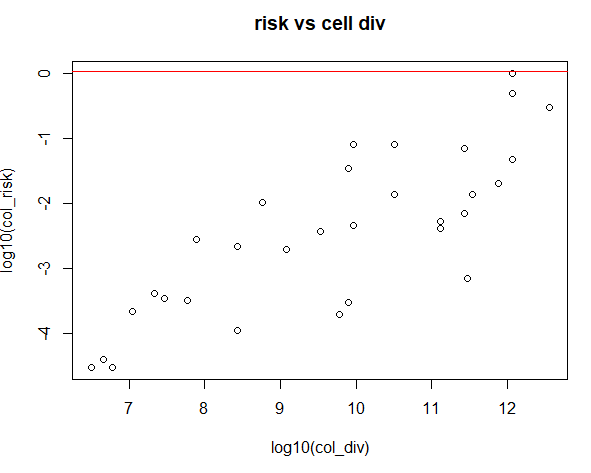 risk vs cell div
0
-1
-2
-3
-4
log10(col_risk)
7 8 9 10 11 12
log10(col_div)